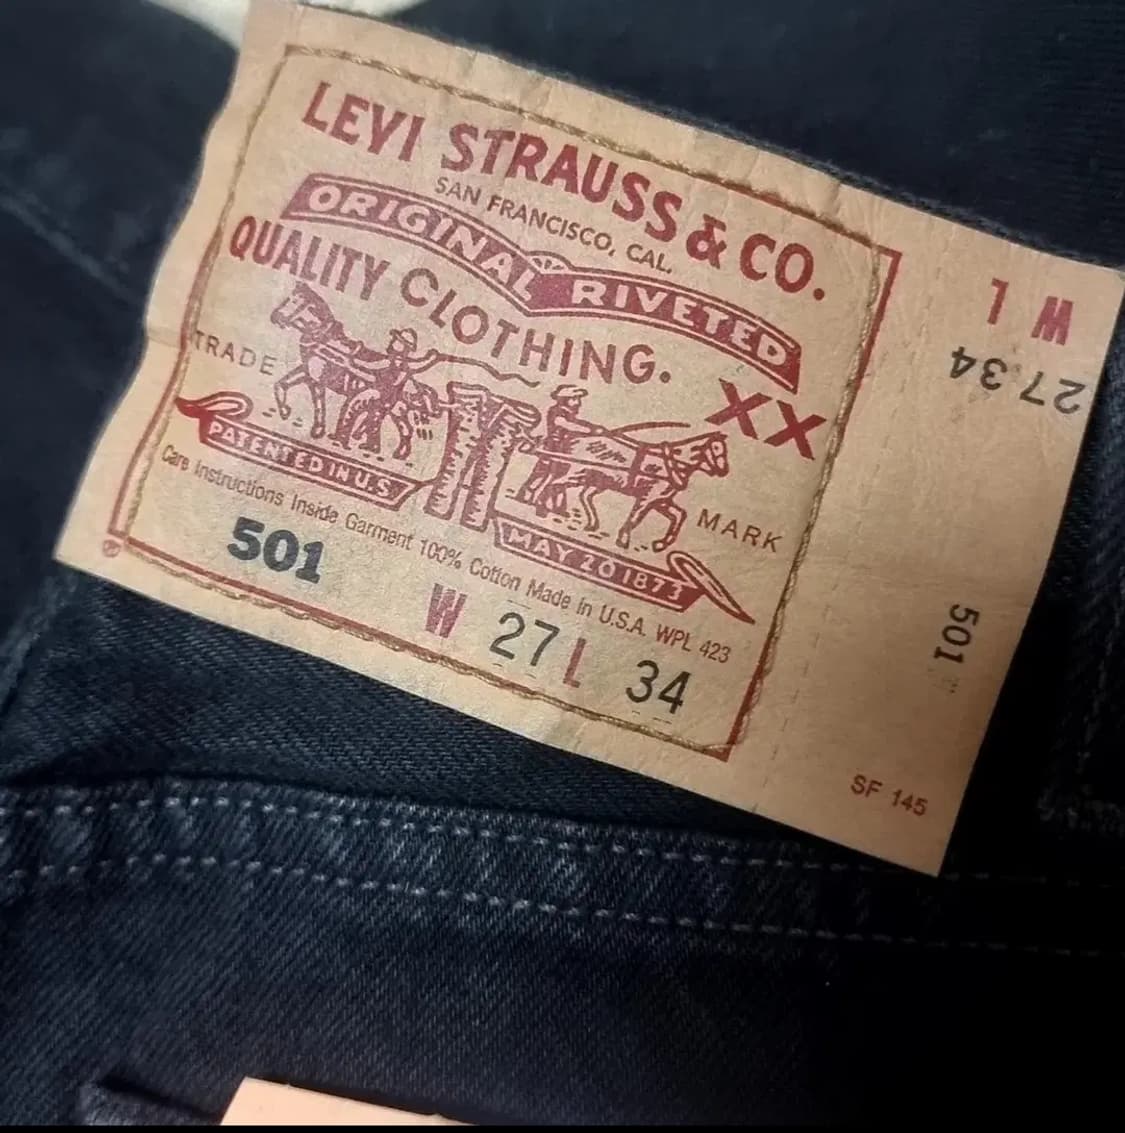 LEVI STRAUSS & CO.
SAN FRANCISCO, CAL.
ORIGINAL RIVETED
QUALITY CLOTHING.
XX
TRADE MARK
PATENTED IN U.S.
MAY 20 1873
Care Instructions Inside Garment 100% Cotton Made in U.S.A. WPL 423
501
W 27 L 34
W L
27 34
501
SF 145